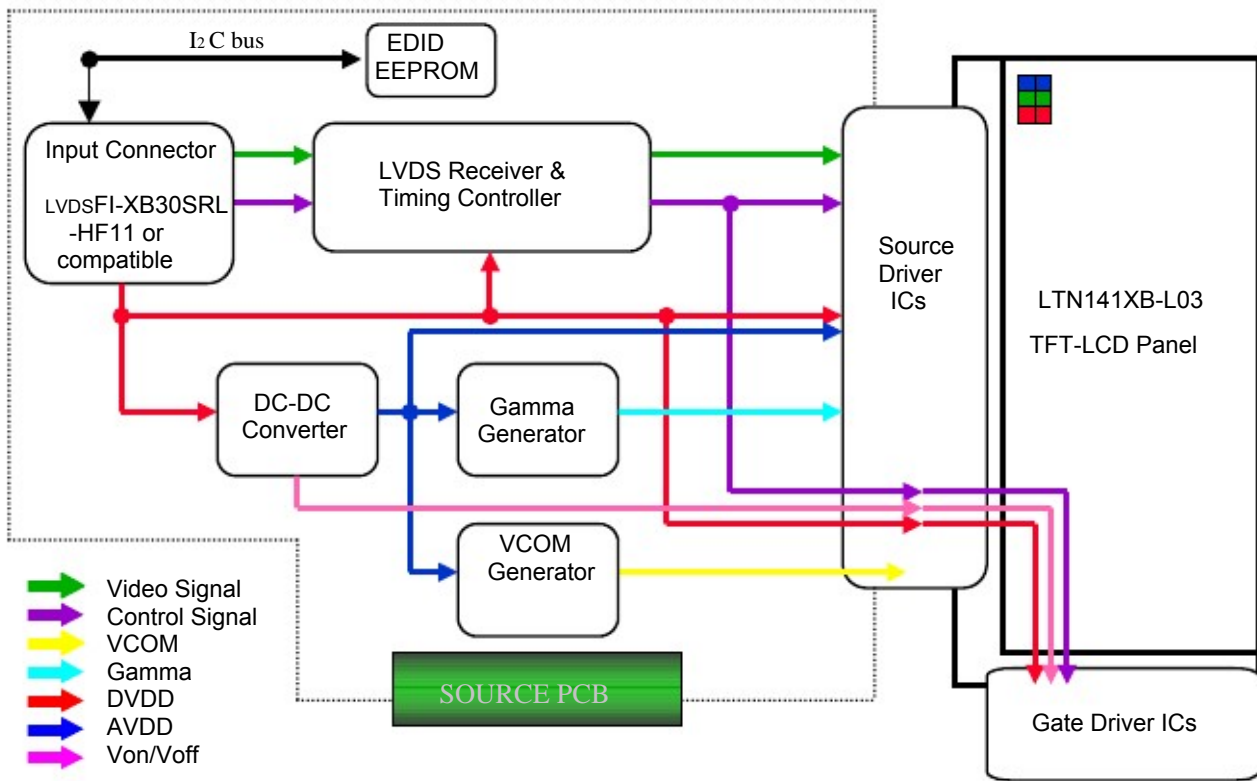 I2 C bus
EDID
EEPROM
Input Connector
LVDSFI-XB30SRL
-HF11 or
compatible
LVDS Receiver &
Timing Controller
Source
Driver
ICs
LTN141XB-L03
TFT-LCD Panel
DC-DC
Converter
Gamma
Generator
VCOM
Generator
Video Signal
Control Signal
VCOM
Gamma
DVDD
AVDD
Von/Voff
SOURCE PCB
Gate Driver ICs